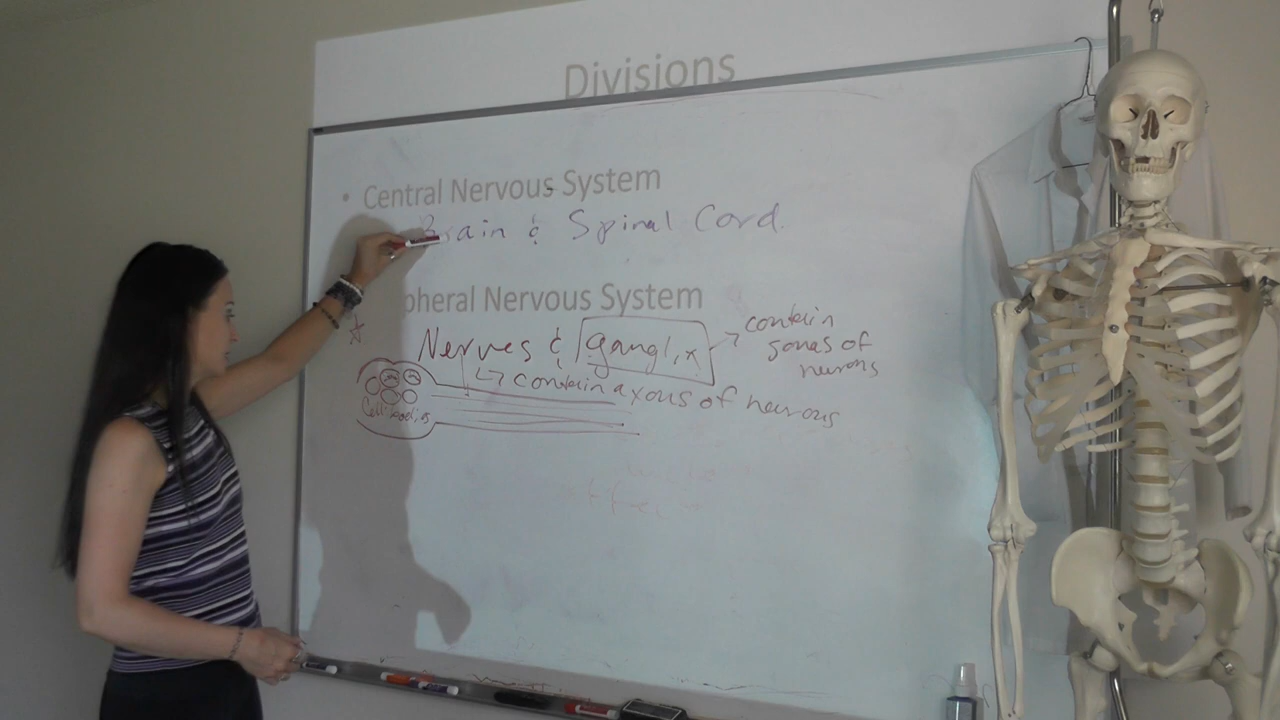 Divisions
• Central Nervous System
Brain & Spinal Cord.
pheral Nervous System
Nerves & ganglia
→ contain
somas of
neurons
↳ contain axons of neurons
Cell bodies